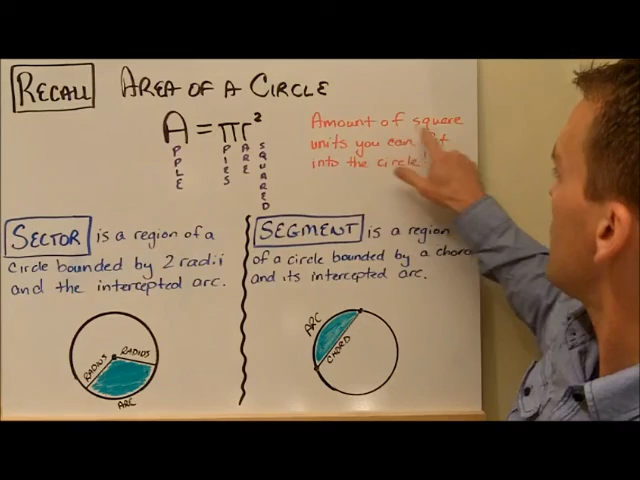 RECALL AREA OF A CIRCLE
A = πr²
APPLE PIES ARE SQUARED
Amount of square
units you can fit
into the circle!
SECTOR is a region of a
circle bounded by 2 radii
and the intercepted arc.
RADIUS RADIUS
ARC
SEGMENT is a region
of a circle bounded by a chord
and its intercepted arc.
ARC
CHORD